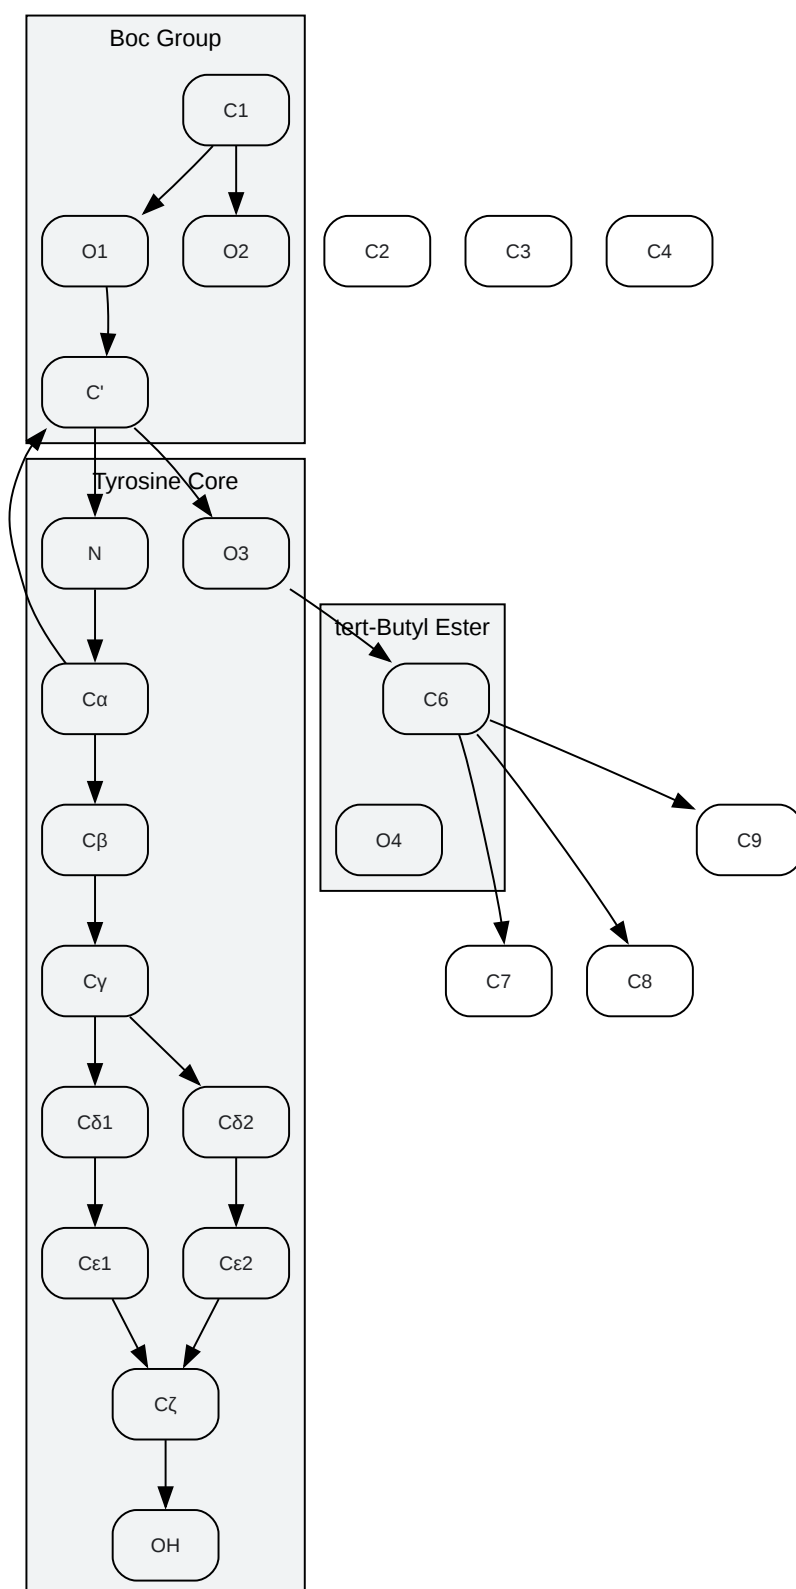 Boc Group
C1
O1
O2
C2
C3
C4
C'
Tyrosine Core
N
O3
tert-Butyl Ester
Cα
C6
Cβ
O4
C9
Cγ
C7
C8
Cδ1
Cδ2
Cε1
Cε2
Cζ
OH